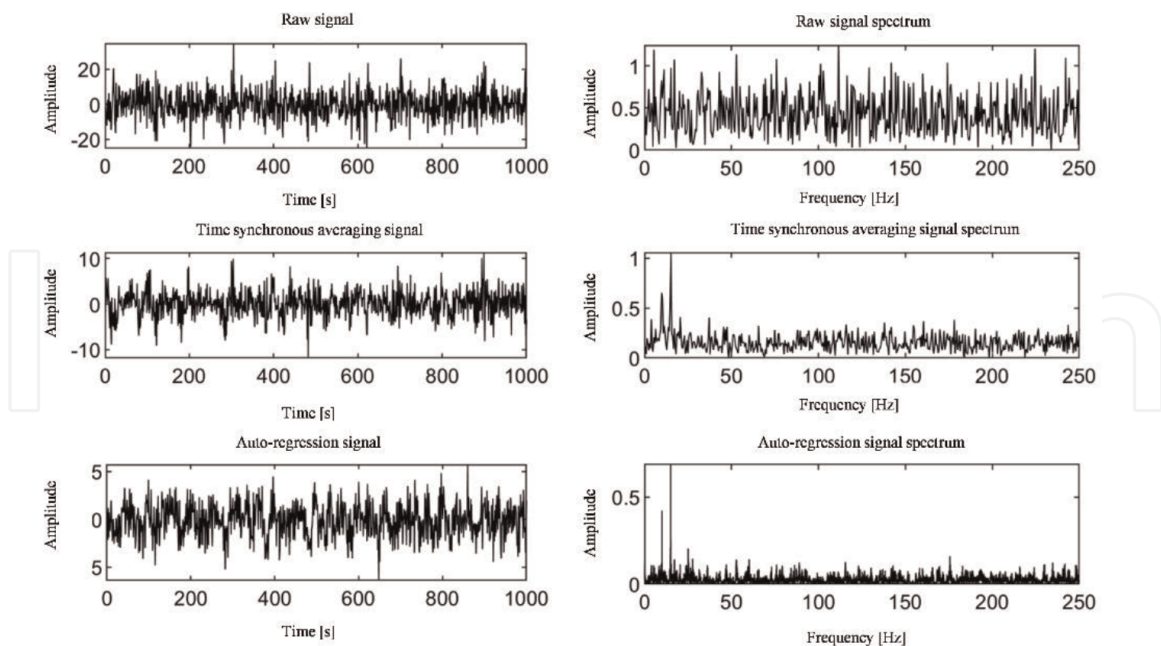 Raw signal
Amplitude
20
0
-20
0 200 400 600 800 1000
Time [s]
Raw signal spectrum
Amplitude
1
0.5
0
0 50 100 150 200 250
Frequency [Hz]
Time synchronous averaging signal
Amplitude
10
0
-10
0 200 400 600 800 1000
Time [s]
Time synchronous averaging signal spectrum
Amplitude
1
0.5
0
0 50 100 150 200 250
Frequency [Hz]
Auto-regression signal
Amplitude
5
0
5
0 200 400 600 800 1000
Time [s]
Auto-regression signal spectrum
Amplitude
0.5
0
0 50 100 150 200 250
Frequency [Hz]